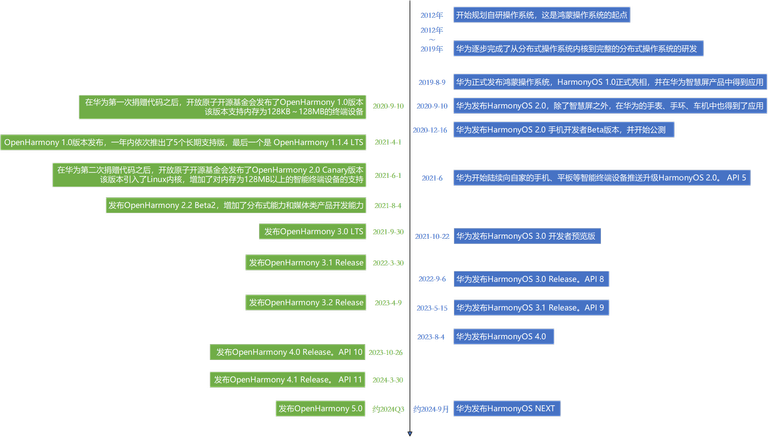 2012年 开始规划自研操作系统，这是鸿蒙操作系统的起点
2012年
~
2019年 华为逐步完成了从分布式操作系统内核到完整的分布式操作系统的研发
2019-8-9 华为正式发布鸿蒙操作系统，HarmonyOS 1.0正式亮相，并在华为智慧屏产品中得到应用
在华为第一次捐赠代码之后，开放原子开源基金会发布了OpenHarmony 1.0版本
该版本支持内存为128KB ~ 128MB的终端设备
2020-9-10
2020-9-10 华为发布HarmonyOS 2.0，除了智慧屏之外，在华为的手表、手环、车机中也得到了应用
2020-12-16 华为发布HarmonyOS 2.0 手机开发者Beta版本，并开始公测
OpenHarmony 1.0版本发布，一年内依次推出了5个长期支持版，最后一个是 OpenHarmony 1.1.4 LTS 2021-4-1
在华为第二次捐赠代码之后，开放原子开源基金会发布了OpenHarmony 2.0 Canary版本
该版本引入了Linux内核，增加了对内存为128MB以上的智能终端设备的支持
2021-6-1
2021-6 华为开始陆续向自家的手机、平板等智能终端设备推送升级HarmonyOS 2.0。 API 5
发布OpenHarmony 2.2 Beta2，增加了分布式能力和媒体类产品开发能力 2021-8-4
发布OpenHarmony 3.0 LTS 2021-9-30
2021-10-22 华为发布HarmonyOS 3.0 开发者预览版
发布OpenHarmony 3.1 Release 2022-3-30
2022-9-6 华为发布HarmonyOS 3.0 Release。API 8
发布OpenHarmony 3.2 Release 2023-4-9
2023-5-15 华为发布HarmonyOS 3.1 Release。API 9
2023-8-4 华为发布HarmonyOS 4.0
发布OpenHarmony 4.0 Release。API 10 2023-10-26
发布OpenHarmony 4.1 Release。 API 11 2024-3-30
发布OpenHarmony 5.0 约2024Q3
约2024-9月 华为发布HarmonyOS NEXT